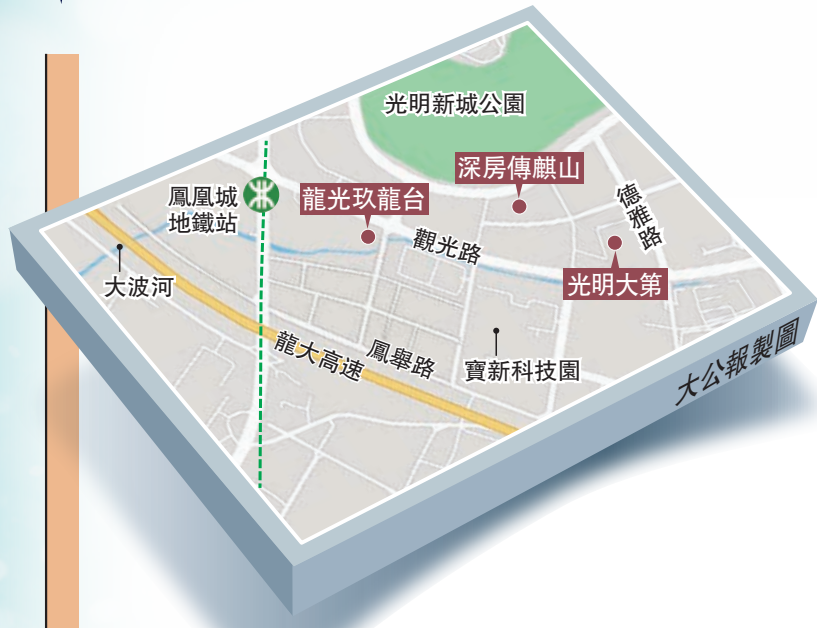 光明新城公園
深房傳麒山
鳳凰城
地鐵站
龍光玖龍台
德雅路
觀光路
大波河
光明大第
龍大高速
鳳舉路
寶新科技園
大公報製圖